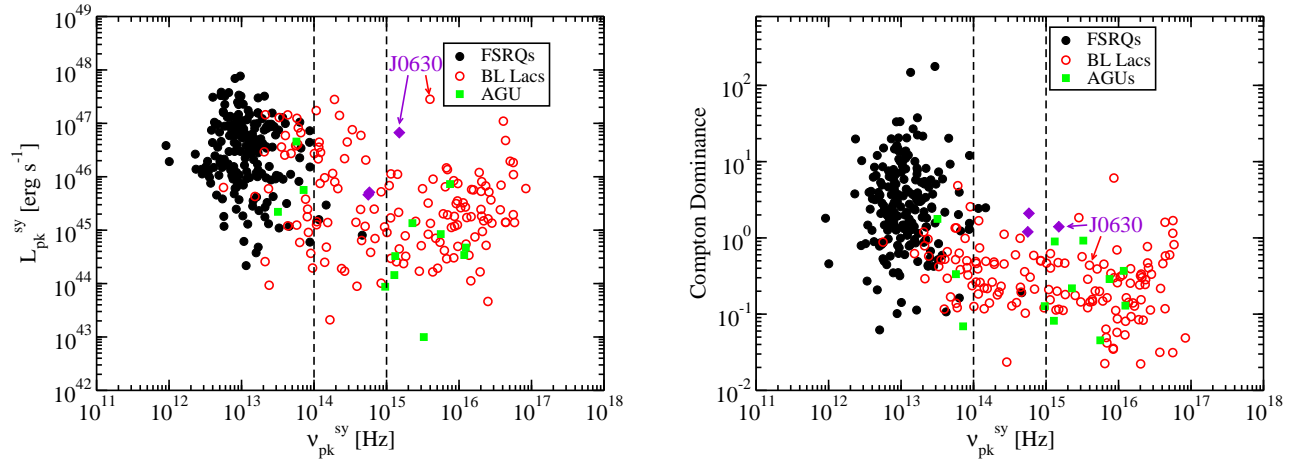 10^49
10^48
10^47
10^46
10^45
10^44
10^43
10^42
L_pk^sy [erg s^-1]
J0630
FSRQs
BL Lacs
AGU
10^11 10^12 10^13 10^14 10^15 10^16 10^17 10^18
ν_pk^sy [Hz]
10^2
10^1
10^0
10^-1
10^-2
Compton Dominance
FSRQs
BL Lacs
AGUs
J0630
10^11 10^12 10^13 10^14 10^15 10^16 10^17 10^18
ν_pk^sy [Hz]